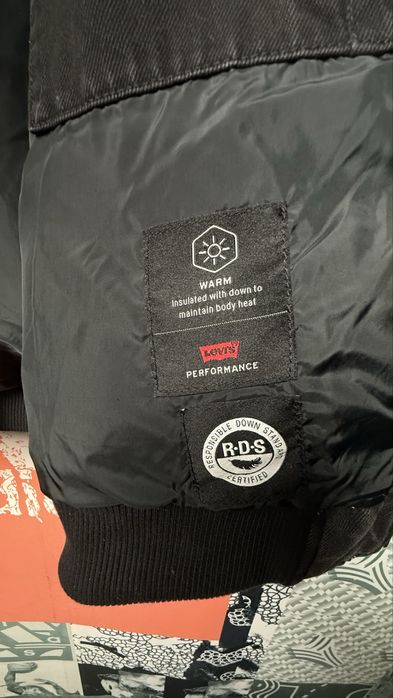 WARM
Insulated with down to
maintain body heat
LEVI'S
PERFORMANCE
RESPONSIBLE DOWN STANDARD
R·D·S
CERTIFIED